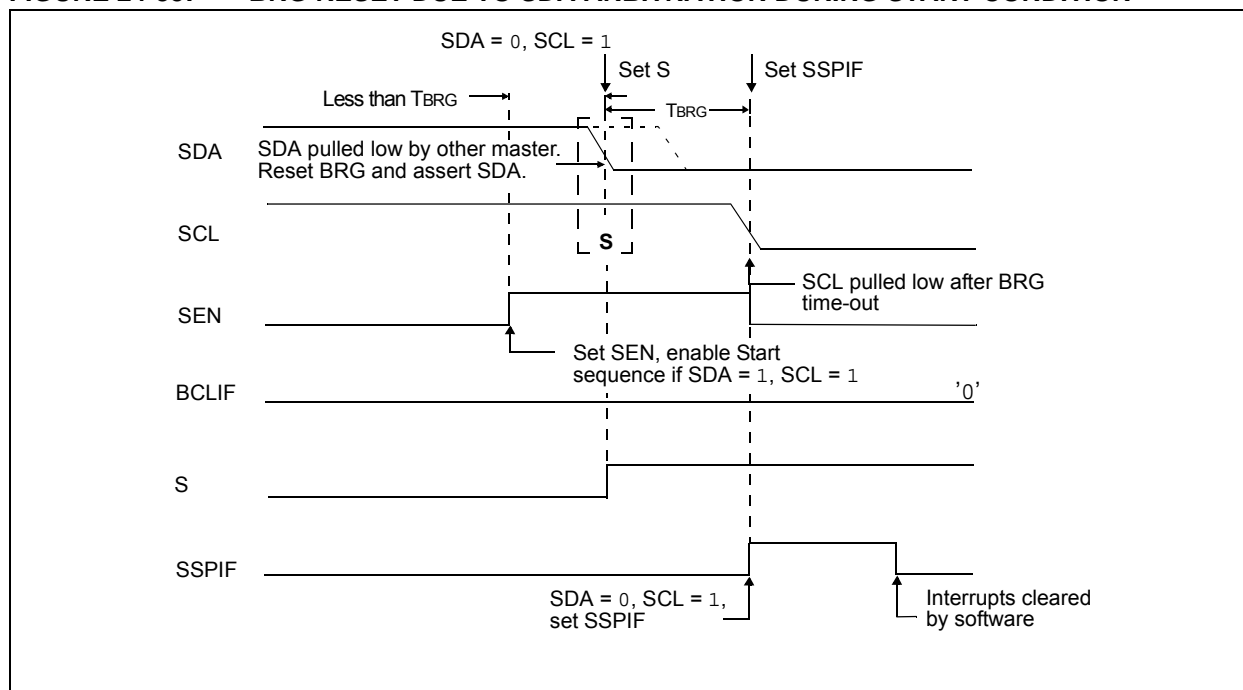 SDA = 0, SCL = 1
Set S
Set SSPIF
Less than TBRG
TBRG
SDA
SDA pulled low by other master.
Reset BRG and assert SDA.
SCL
S
SCL pulled low after BRG
time-out
SEN
Set SEN, enable Start
sequence if SDA = 1, SCL = 1
BCLIF
'0'
S
SSPIF
SDA = 0, SCL = 1,
set SSPIF
Interrupts cleared
by software